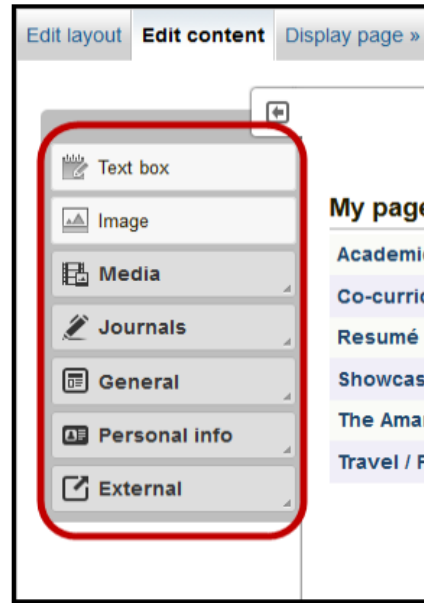 Edit layout Edit content Display page »
Text box
Image
Media
Journals
General
Personal info
External
My page
Academi
Co-curric
Resumé
Showcas
The Amar
Travel / F